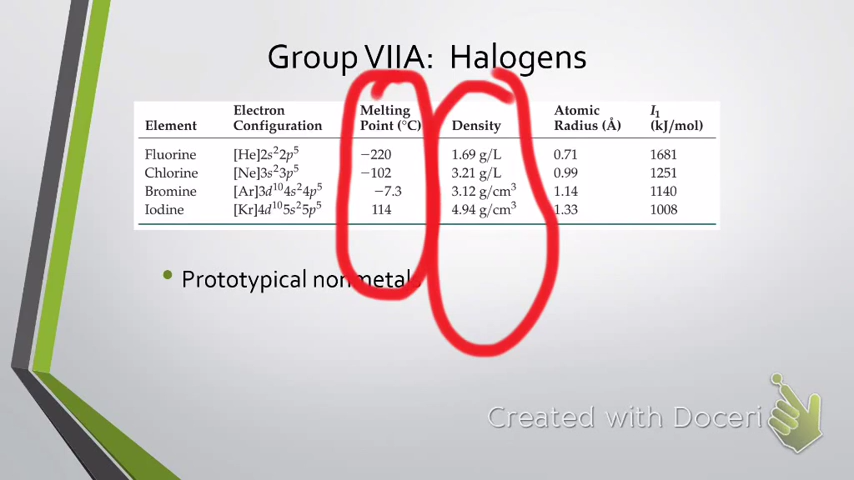 Group VIIA: Halogens
Element Electron Configuration Melting Point (°C) Density Atomic Radius (Å) I₁ (kJ/mol)
Fluorine [He]2s²2p⁵ −220 1.69 g/L 0.71 1681
Chlorine [Ne]3s²3p⁵ −102 3.21 g/L 0.99 1251
Bromine [Ar]3d¹⁰4s²4p⁵ −7.3 3.12 g/cm³ 1.14 1140
Iodine [Kr]4d¹⁰5s²5p⁵ 114 4.94 g/cm³ 1.33 1008
• Prototypical nonmetals
Created with Doceri